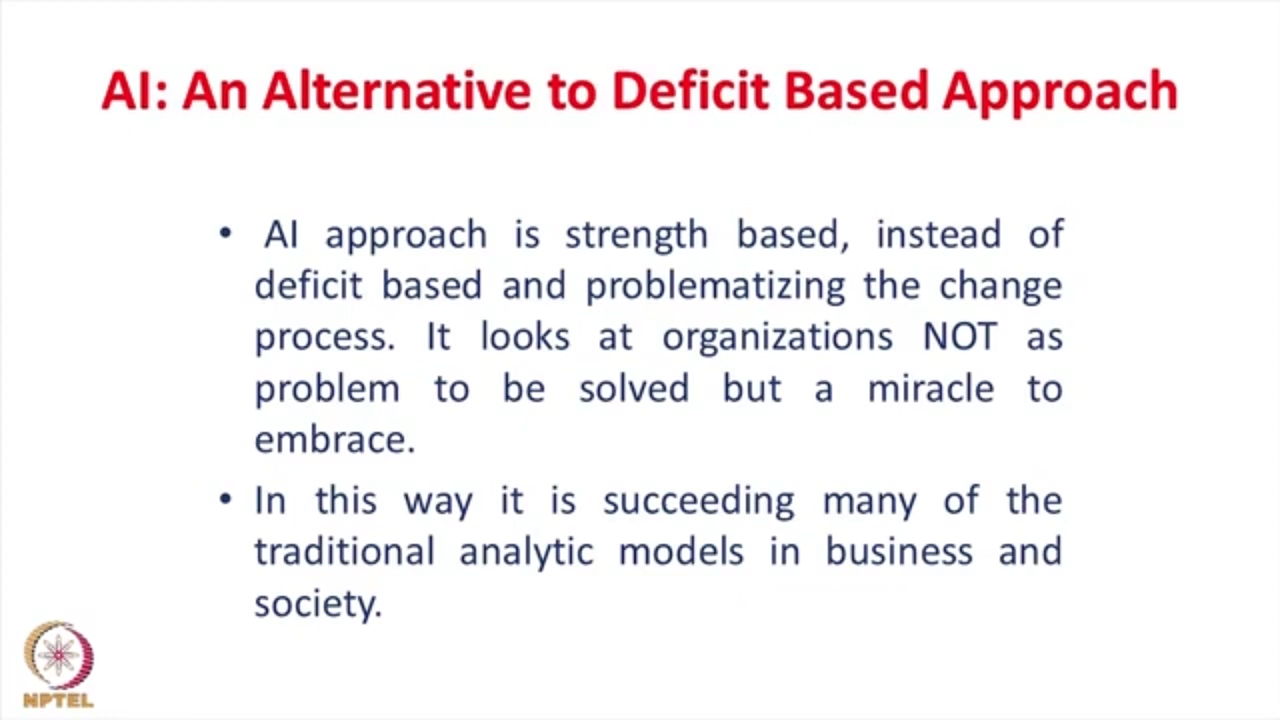 AI: An Alternative to Deficit Based Approach
• AI approach is strength based, instead of
deficit based and problematizing the change
process. It looks at organizations NOT as
problem to be solved but a miracle to
embrace.
• In this way it is succeeding many of the
traditional analytic models in business and
society.
NPTEL